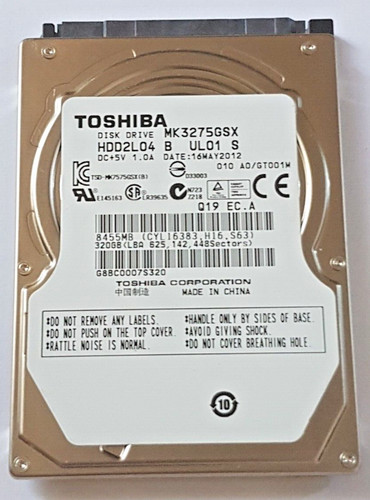 TOSHIBA
DISK DRIVE MK3275GSX
HDD2L04 B UL01 S
DC+5V 1.0A DATE:16MAY2012
010 A0/GT001M
TSD-MK7575GSX(B)
D33003
E145163 LR39635 N723 Z218
Q19 EC.A
8455MB (CYL16383,H16,S63)
320GB(LBA 625,142,448Sectors)
G8BC0007S320
TOSHIBA CORPORATION
中国制造 MADE IN CHINA
*DO NOT REMOVE ANY LABELS. *HANDLE ONLY BY SIDES OF BASE.
*DO NOT PUSH ON THE TOP COVER. *AVOID GIVING SHOCK.
*RATTLE NOISE IS NORMAL. *DO NOT COVER BREATHING HOLE.
10